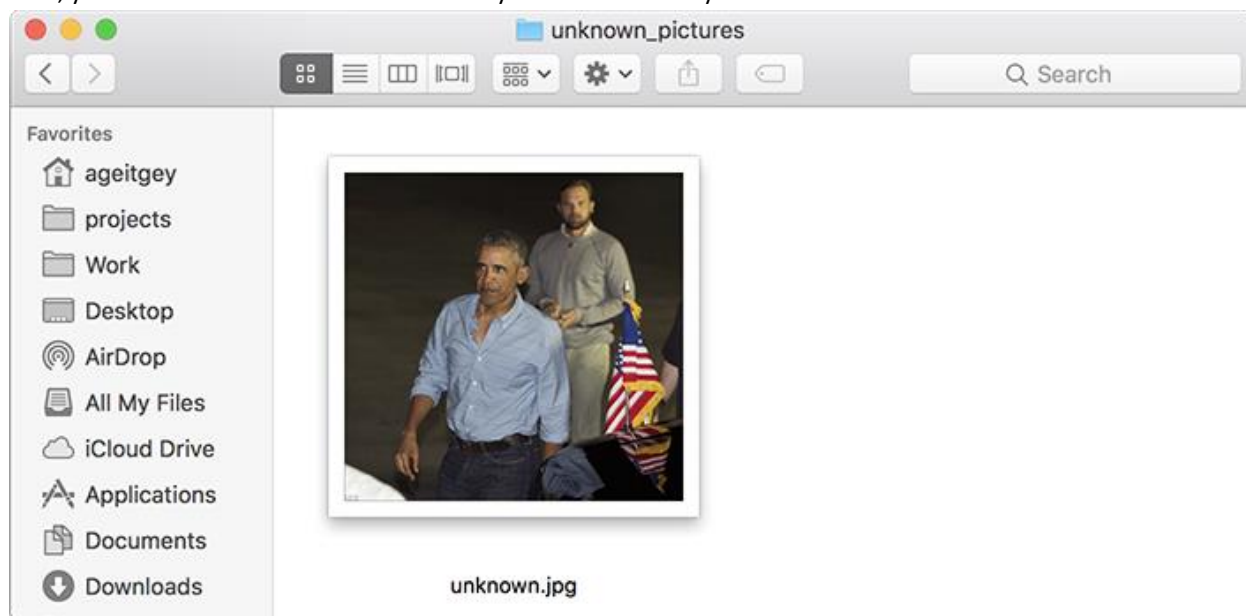 unknown_pictures
Search
Favorites
ageitgey
projects
Work
Desktop
AirDrop
All My Files
iCloud Drive
Applications
Documents
Downloads
unknown.jpg